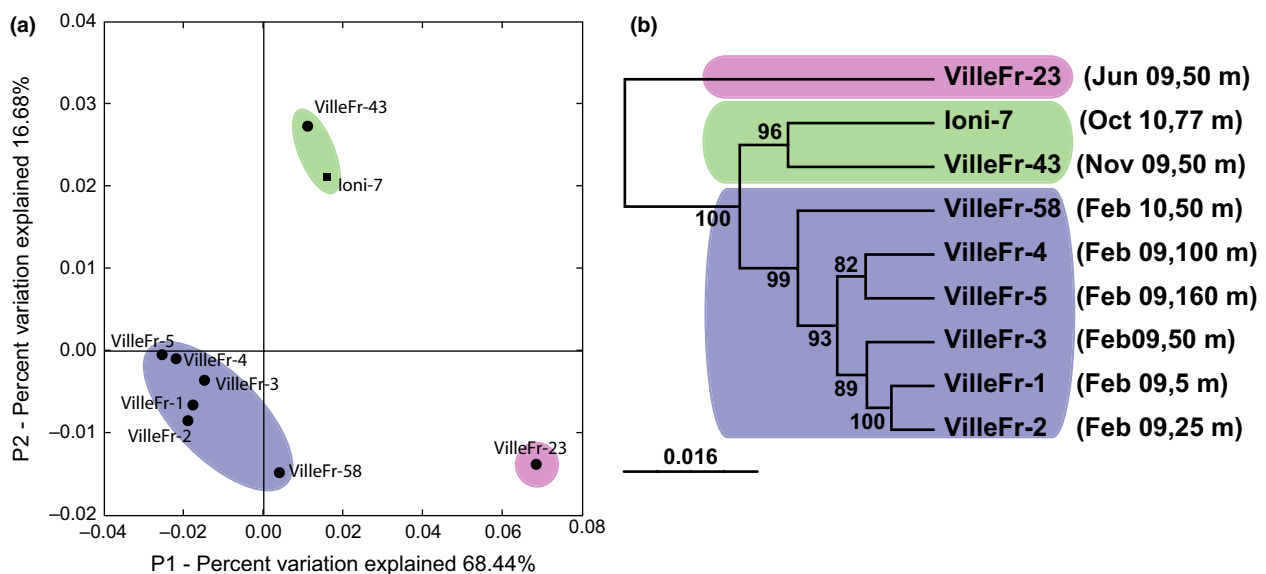 (a)
P2 - Percent variation explained 16.68%
0.04
0.03
0.02
0.01
0.00
−0.01
−0.02
VilleFr-43
Ioni-7
VilleFr-5
VilleFr-4
VilleFr-3
VilleFr-1
VilleFr-2
VilleFr-58
VilleFr-23
−0.04
−0.02
0.00
0.02
0.04
0.06
0.08
P1 - Percent variation explained 68.44%
(b)
VilleFr-23 (Jun 09,50 m)
Ioni-7 (Oct 10,77 m)
96
VilleFr-43 (Nov 09,50 m)
100
VilleFr-58 (Feb 10,50 m)
VilleFr-4 (Feb 09,100 m)
82
99
VilleFr-5 (Feb 09,160 m)
93
VilleFr-3 (Feb09,50 m)
89
VilleFr-1 (Feb 09,5 m)
100
VilleFr-2 (Feb 09,25 m)
0.016